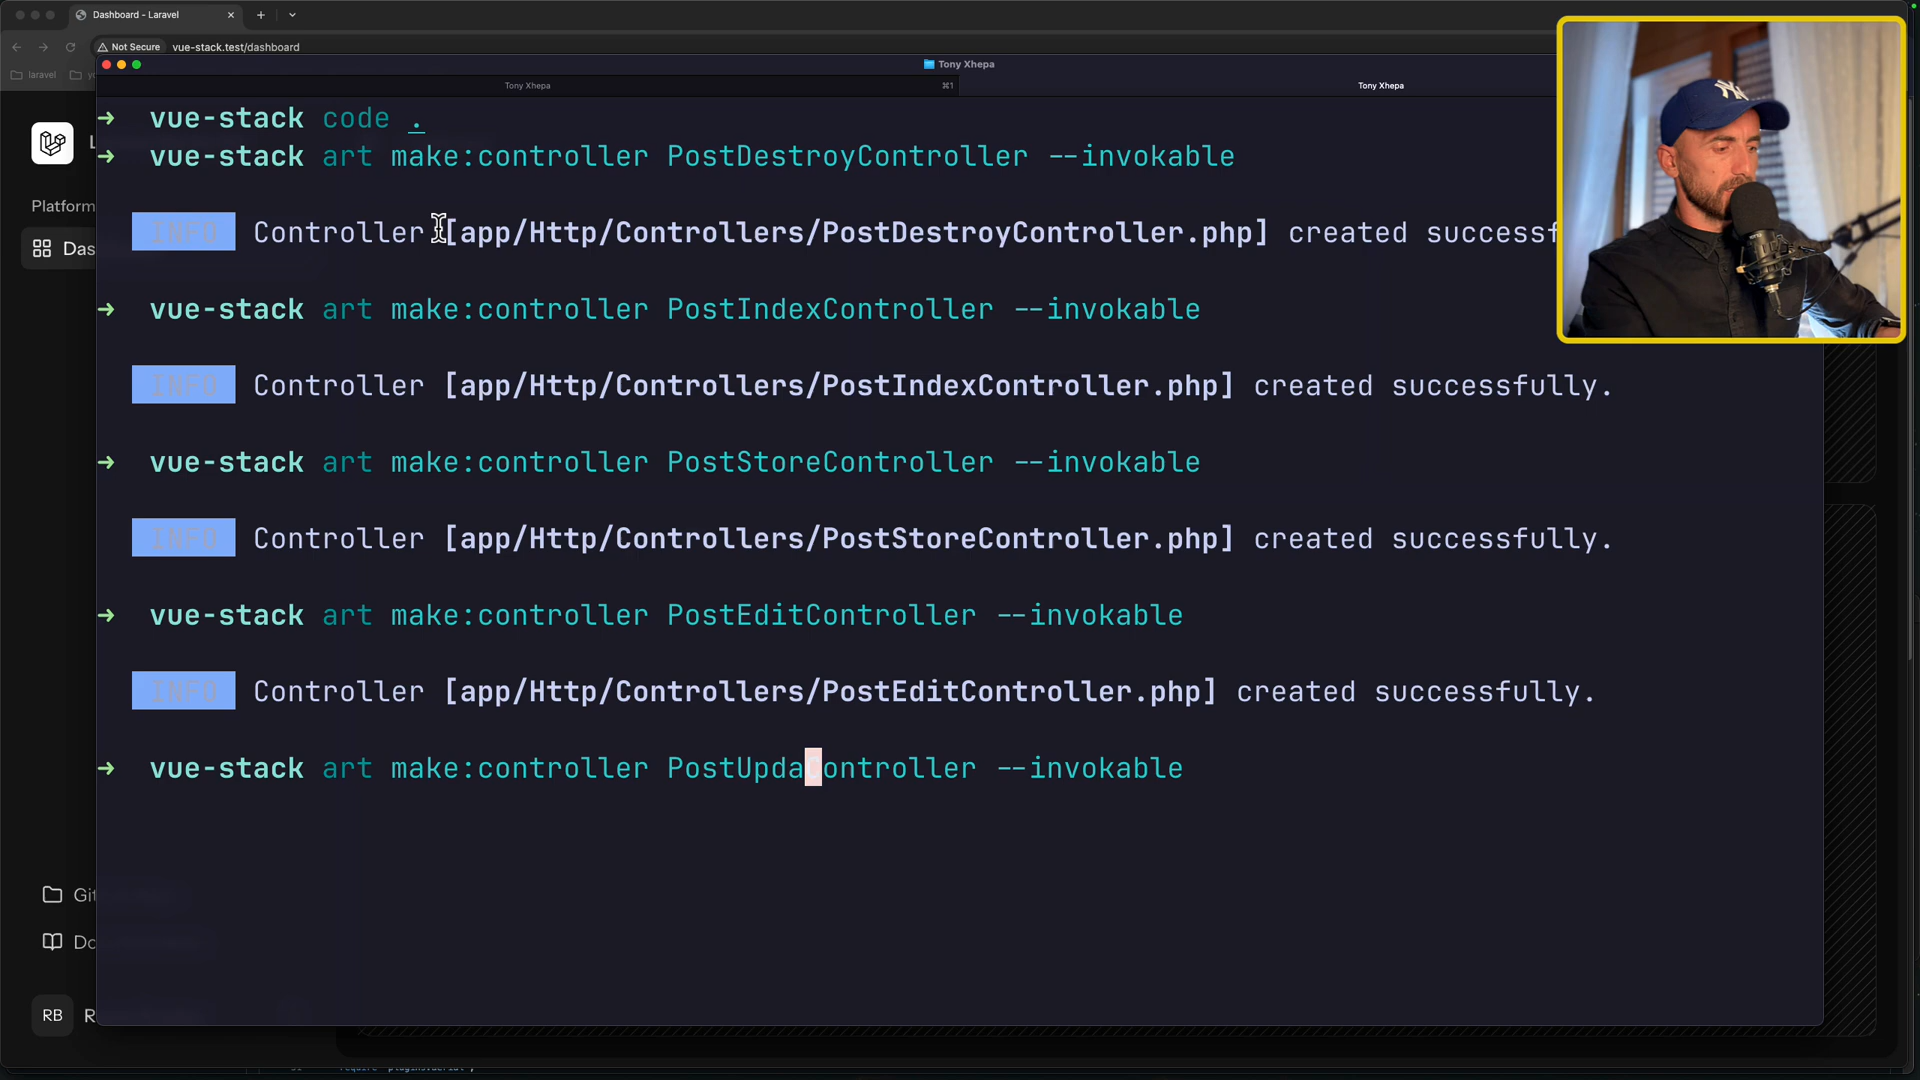 Dashboard - Laravel
Not Secure vue-stack.test/dashboard
laravel
Tony Xhepa
Tony Xhepa ⌘1 Tony Xhepa
→ vue-stack code .
→ vue-stack art make:controller PostDestroyController --invokable
INFO Controller [app/Http/Controllers/PostDestroyController.php] created successf
→ vue-stack art make:controller PostIndexController --invokable
INFO Controller [app/Http/Controllers/PostIndexController.php] created successfully.
→ vue-stack art make:controller PostStoreController --invokable
INFO Controller [app/Http/Controllers/PostStoreController.php] created successfully.
→ vue-stack art make:controller PostEditController --invokable
INFO Controller [app/Http/Controllers/PostEditController.php] created successfully.
→ vue-stack art make:controller PostUpdaController --invokable
L
Platform
Das
Gi
Do
RB R